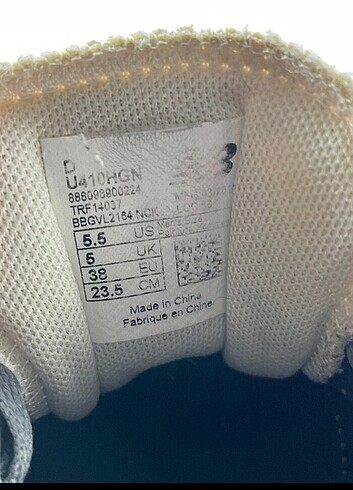 D
U410HGN
888098900224
TRF14037
BBGVL2164 NCK
5.5 US
5 UK
38 EU
23.5 CM
Made in China
Fabriqué en Chine